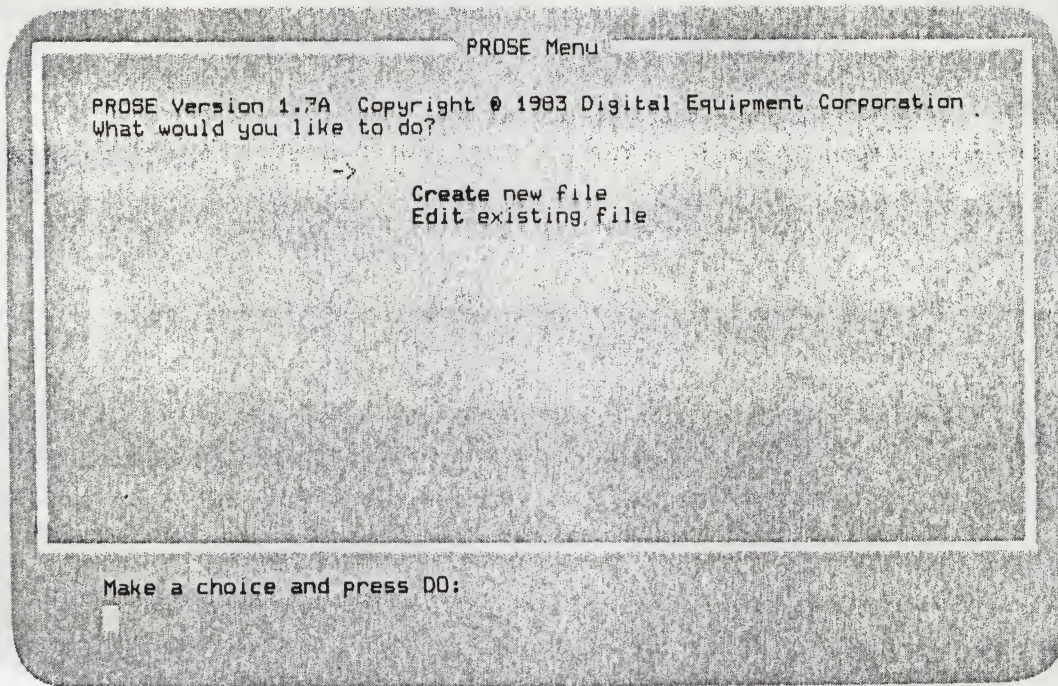 PROSE Menu
PROSE Version 1.7A Copyright © 1983 Digital Equipment Corporation
What would you like to do?
->
Create new file
Edit existing file
Make a choice and press DO: